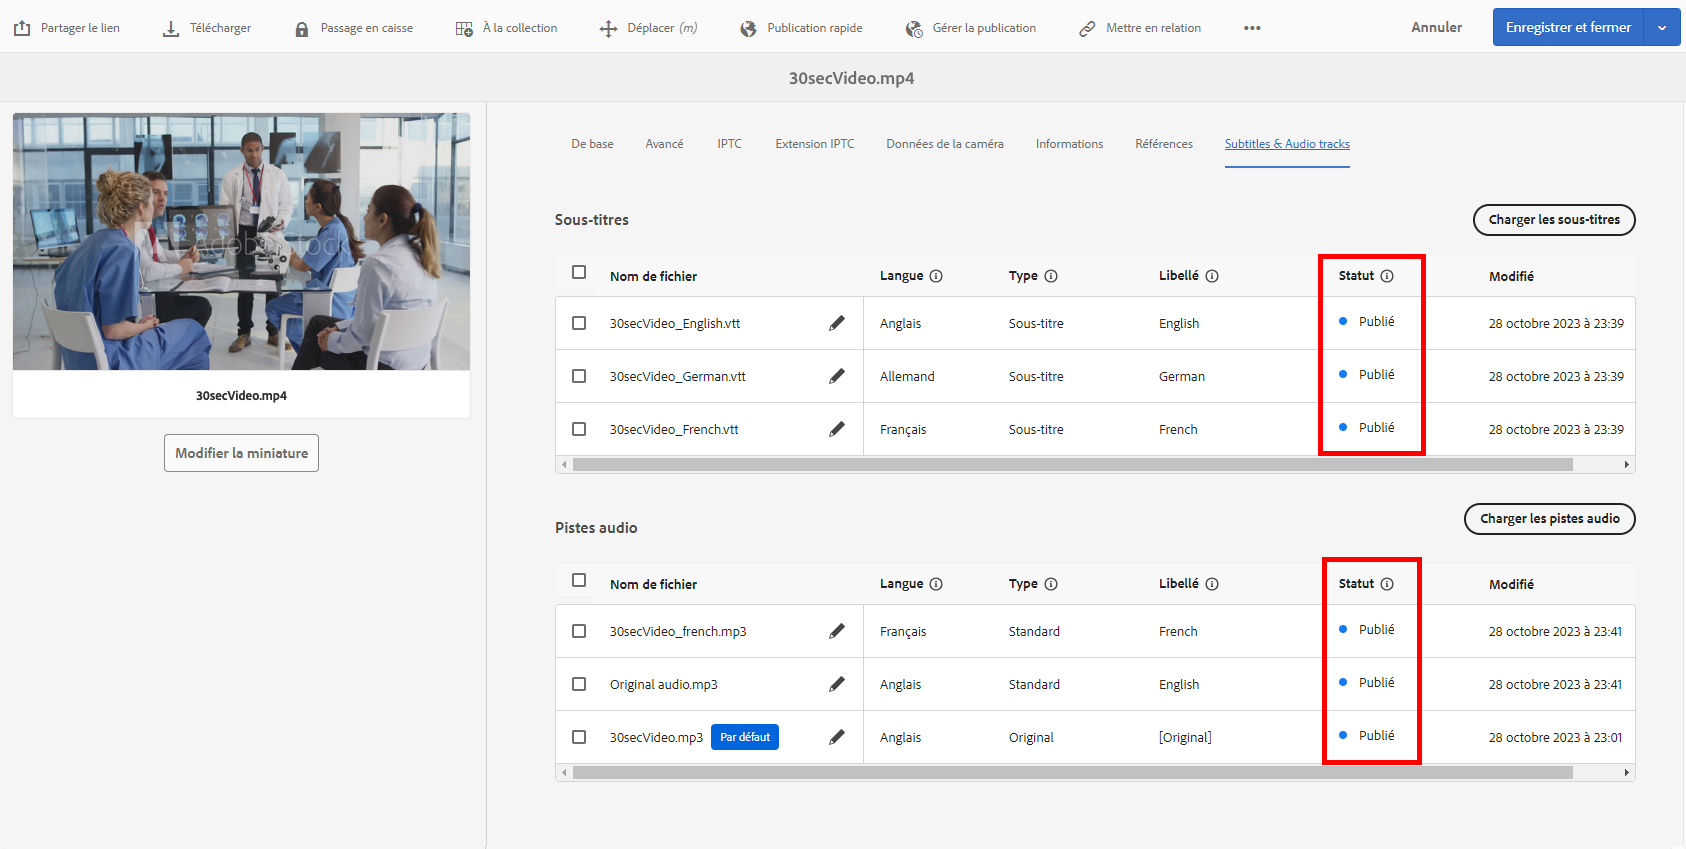 Partager le lien Télécharger Passage en caisse À la collection Déplacer (m) Publication rapide Gérer la publication Mettre en relation ••• Annuler Enregistrer et fermer
30secVideo.mp4
De base Avancé IPTC Extension IPTC Données de la caméra Informations Références Subtitles & Audio tracks
Adobe Stock
30secVideo.mp4
Modifier la miniature
Sous-titres Charger les sous-titres
Nom de fichier Langue Type Libellé Statut Modifié
30secVideo_English.vtt Anglais Sous-titre English Publié 28 octobre 2023 à 23:39
30secVideo_German.vtt Allemand Sous-titre German Publié 28 octobre 2023 à 23:39
30secVideo_French.vtt Français Sous-titre French Publié 28 octobre 2023 à 23:39
Pistes audio Charger les pistes audio
Nom de fichier Langue Type Libellé Statut Modifié
30secVideo_french.mp3 Français Standard French Publié 28 octobre 2023 à 23:41
Original audio.mp3 Anglais Standard English Publié 28 octobre 2023 à 23:41
30secVideo.mp3 Par défaut Anglais Original [Original] Publié 28 octobre 2023 à 23:01